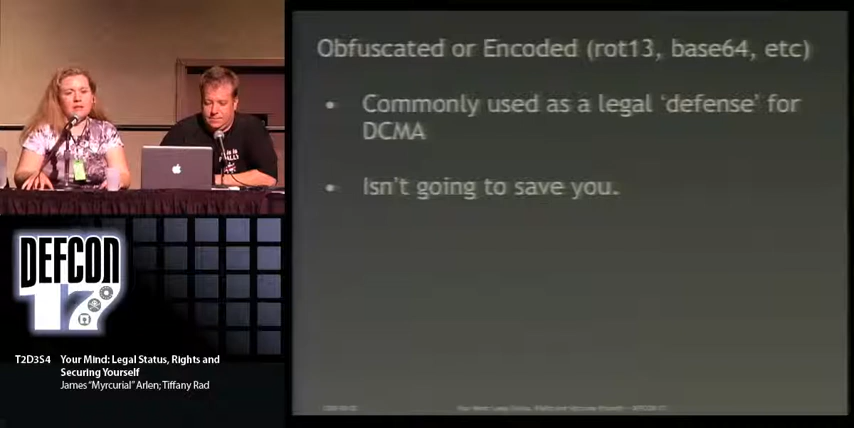 Obfuscated or Encoded (rot13, base64, etc)
• Commonly used as a legal 'defense' for
DCMA
• Isn't going to save you.
DEFCON
17
T2D3S4 Your Mind: Legal Status, Rights and
Securing Yourself
James "Myrcurial" Arlen; Tiffany Rad